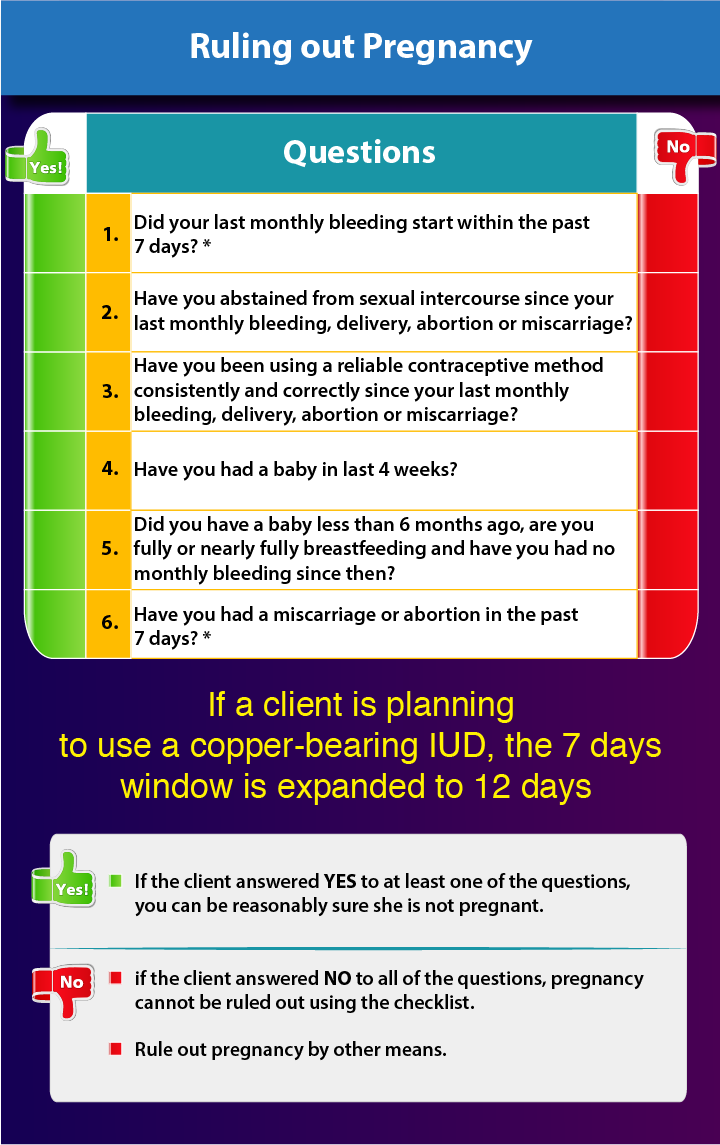 Ruling out Pregnancy
Yes!
Questions
No
1.
Did your last monthly bleeding start within the past
7 days? *
2.
Have you abstained from sexual intercourse since your
last monthly bleeding, delivery, abortion or miscarriage?
3.
Have you been using a reliable contraceptive method
consistently and correctly since your last monthly
bleeding, delivery, abortion or miscarriage?
4.
Have you had a baby in last 4 weeks?
5.
Did you have a baby less than 6 months ago, are you
fully or nearly fully breastfeeding and have you had no
monthly bleeding since then?
6.
Have you had a miscarriage or abortion in the past
7 days? *
If a client is planning
to use a copper-bearing IUD, the 7 days
window is expanded to 12 days
Yes!
If the client answered YES to at least one of the questions,
you can be reasonably sure she is not pregnant.
No
if the client answered NO to all of the questions, pregnancy
cannot be ruled out using the checklist.
Rule out pregnancy by other means.